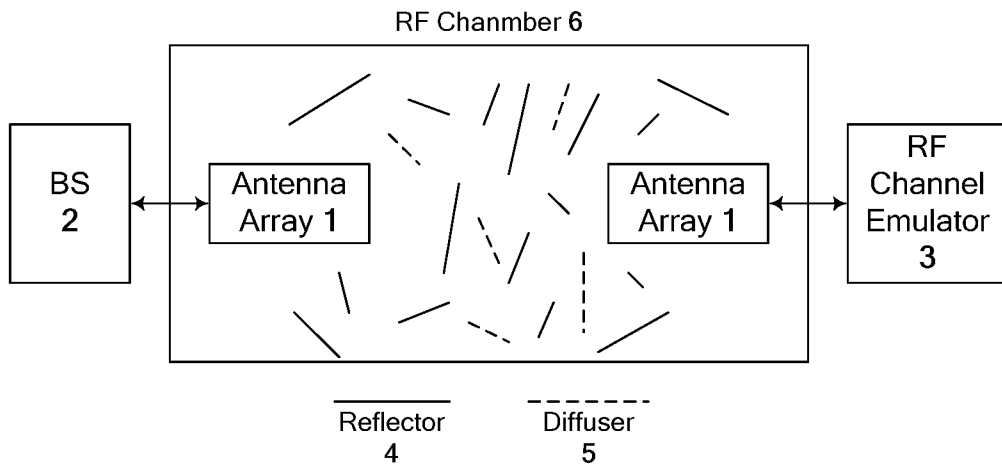 RF Chanmber 6
BS
2
Antenna
Array 1
Antenna
Array 1
RF
Channel
Emulator
3
Reflector
4
Diffuser
5